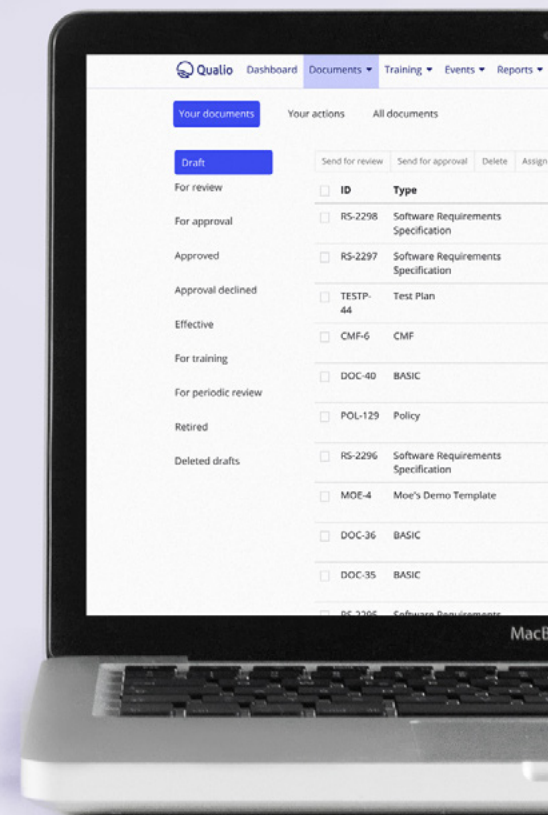 Qualio Dashboard Documents Training Events Reports
Your documents Your actions All documents
Draft
For review
For approval
Approved
Approval declined
Effective
For training
For periodic review
Retired
Deleted drafts
Send for review Send for approval Delete Assign
ID Type
RS-2298 Software Requirements
Specification
RS-2297 Software Requirements
Specification
TESTP-
44 Test Plan
CMF-6 CMF
DOC-40 BASIC
POL-129 Policy
RS-2296 Software Requirements
Specification
MOE-4 Moe's Demo Template
DOC-36 BASIC
DOC-35 BASIC
RS-2295 Software Requirements